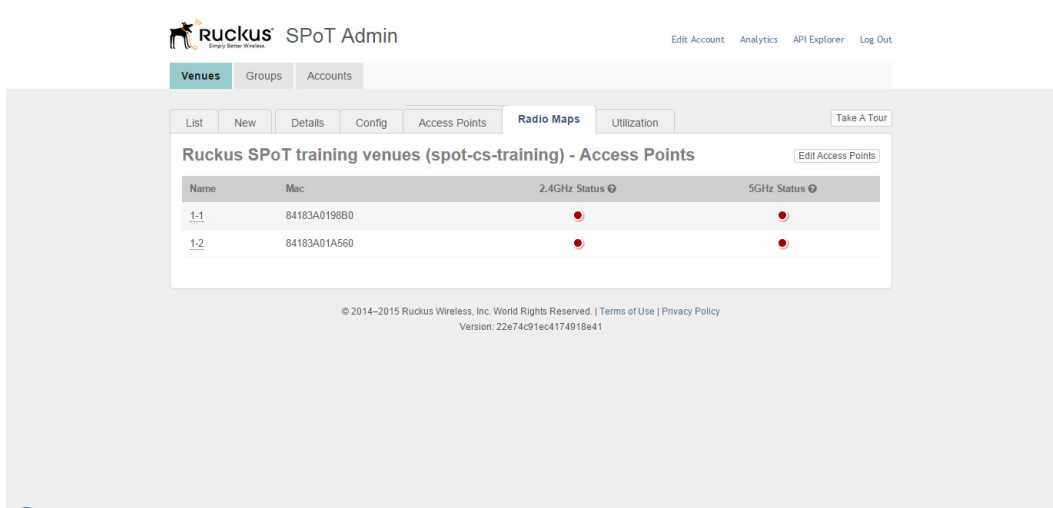 Ruckus® SPoT Admin
Simply Better Wireless.
Edit Account Analytics API Explorer Log Out
Venues Groups Accounts
List New Details Config Access Points Radio Maps Utilization Take A Tour
Ruckus SPoT training venues (spot-cs-training) - Access Points Edit Access Points
Name Mac 2.4GHz Status ? 5GHz Status ?
1-1 84183A0198B0
1-2 84183A01A560
© 2014–2015 Ruckus Wireless, Inc. World Rights Reserved. | Terms of Use | Privacy Policy
Version: 22e74c91ec4174918e41